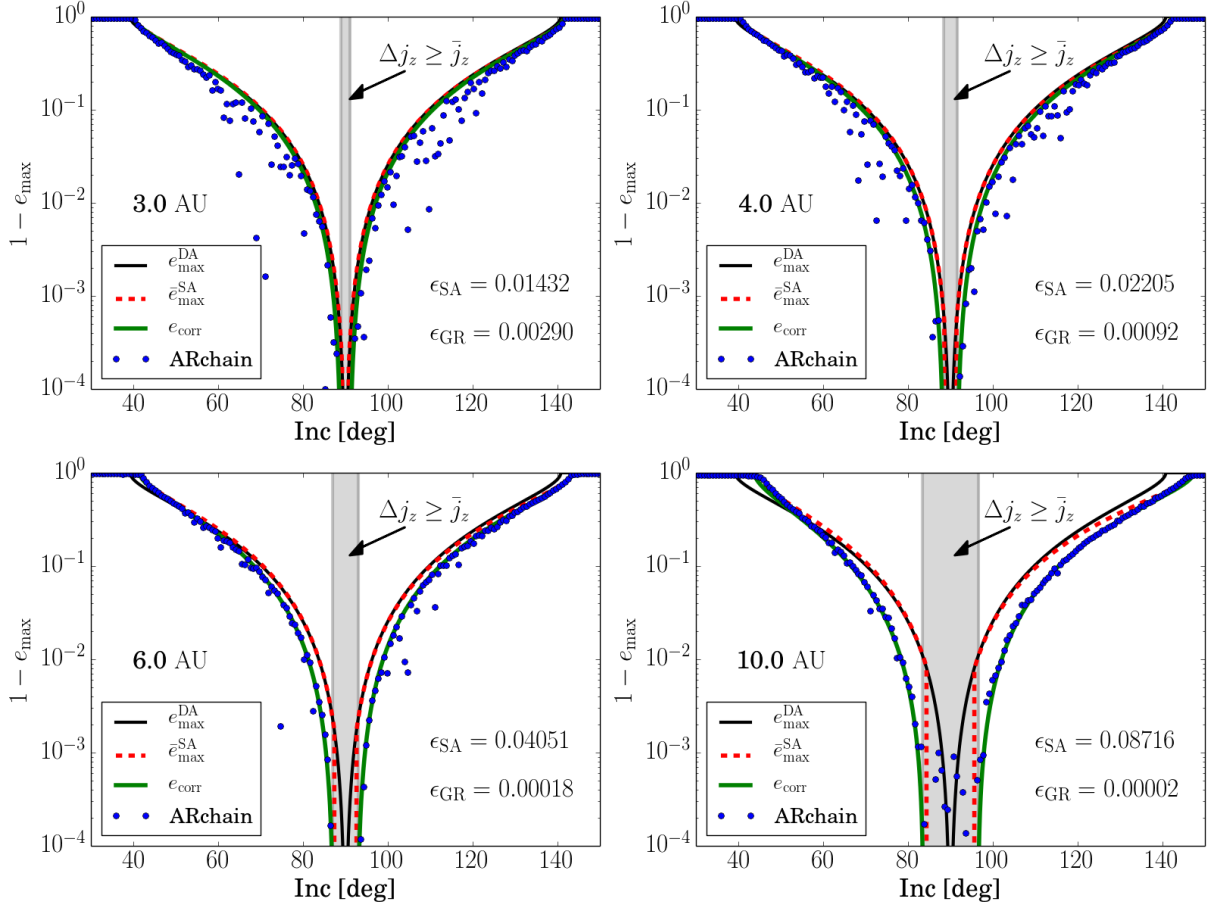 10^0
10^-1
10^-2
10^-3
10^-4
1 − e_max
Δj_z ≥ j̄_z
3.0 AU
e_max^DA
ē_max^SA
e_corr
ARchain
ϵ_SA = 0.01432
ϵ_GR = 0.00290
40 60 80 100 120 140
Inc [deg]
10^0
10^-1
10^-2
10^-3
10^-4
1 − e_max
Δj_z ≥ j̄_z
4.0 AU
e_max^DA
ē_max^SA
e_corr
ARchain
ϵ_SA = 0.02205
ϵ_GR = 0.00092
40 60 80 100 120 140
Inc [deg]
10^0
10^-1
10^-2
10^-3
10^-4
1 − e_max
Δj_z ≥ j̄_z
6.0 AU
e_max^DA
ē_max^SA
e_corr
ARchain
ϵ_SA = 0.04051
ϵ_GR = 0.00018
40 60 80 100 120 140
Inc [deg]
10^0
10^-1
10^-2
10^-3
10^-4
1 − e_max
Δj_z ≥ j̄_z
10.0 AU
e_max^DA
ē_max^SA
e_corr
ARchain
ϵ_SA = 0.08716
ϵ_GR = 0.00002
40 60 80 100 120 140
Inc [deg]